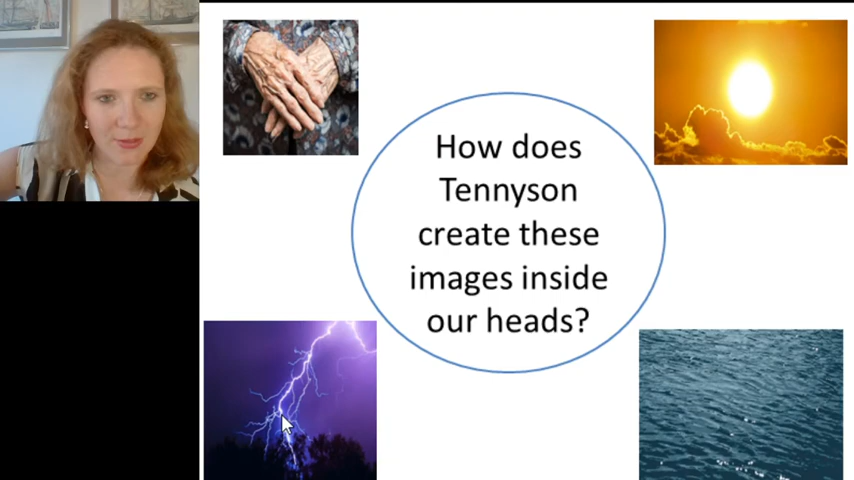 How does
Tennyson
create these
images inside
our heads?